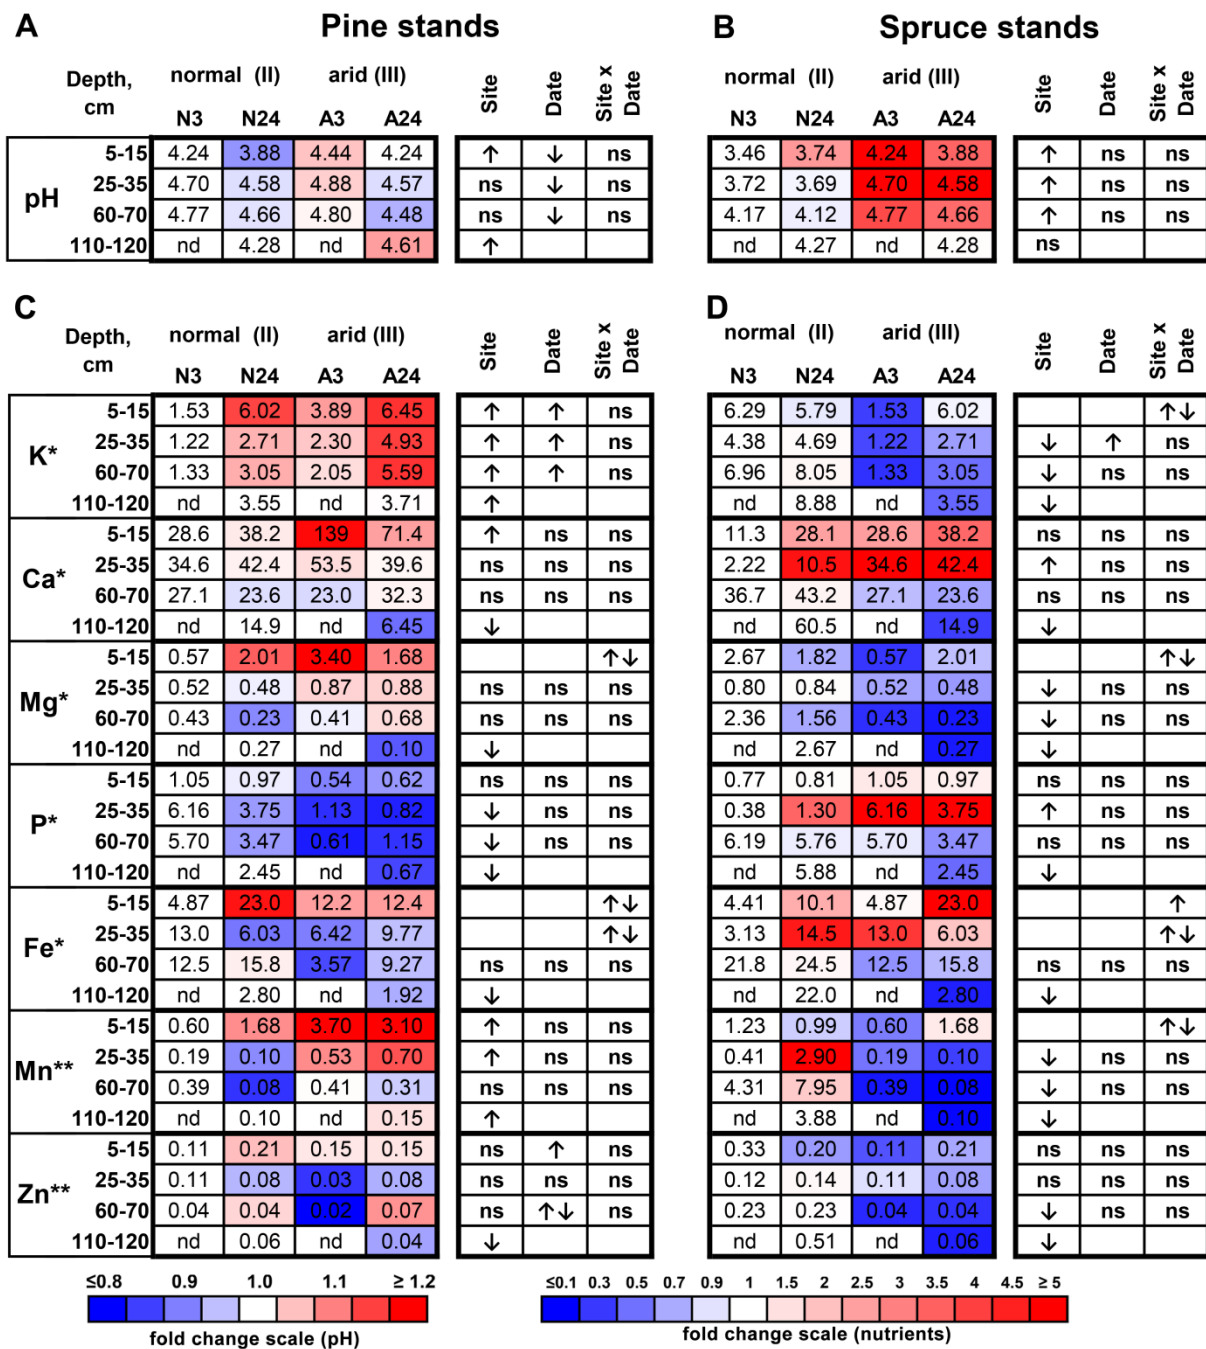 A Pine stands B Spruce stands
Depth, cm normal (II) arid (III) Site Date Site x Date normal (II) arid (III) Site Date Site x Date
N3 N24 A3 A24 N3 N24 A3 A24
pH
5-15 4.24 3.88 4.44 4.24 ↑ ↓ ns 3.46 3.74 4.24 3.88 ↑ ns ns
25-35 4.70 4.58 4.88 4.57 ns ↓ ns 3.72 3.69 4.70 4.58 ↑ ns ns
60-70 4.77 4.66 4.80 4.48 ns ↓ ns 4.17 4.12 4.77 4.66 ↑ ns ns
110-120 nd 4.28 nd 4.61 ↑ nd 4.27 nd 4.28 ns
C D
Depth, cm normal (II) arid (III) Site Date Site x Date normal (II) arid (III) Site Date Site x Date
N3 N24 A3 A24 N3 N24 A3 A24
K*
5-15 1.53 6.02 3.89 6.45 ↑ ↑ ns 6.29 5.79 1.53 6.02 ↑↓
25-35 1.22 2.71 2.30 4.93 ↑ ↑ ns 4.38 4.69 1.22 2.71 ↓ ↑ ns
60-70 1.33 3.05 2.05 5.59 ↑ ↑ ns 6.96 8.05 1.33 3.05 ↓ ns ns
110-120 nd 3.55 nd 3.71 ↑ nd 8.88 nd 3.55 ↓
Ca*
5-15 28.6 38.2 139 71.4 ↑ ns ns 11.3 28.1 28.6 38.2 ns ns ns
25-35 34.6 42.4 53.5 39.6 ns ns ns 2.22 10.5 34.6 42.4 ↑ ns ns
60-70 27.1 23.6 23.0 32.3 ns ns ns 36.7 43.2 27.1 23.6 ns ns ns
110-120 nd 14.9 nd 6.45 ↓ nd 60.5 nd 14.9 ↓
Mg*
5-15 0.57 2.01 3.40 1.68 ↑↓ 2.67 1.82 0.57 2.01 ↑↓
25-35 0.52 0.48 0.87 0.88 ns ns ns 0.80 0.84 0.52 0.48 ↓ ns ns
60-70 0.43 0.23 0.41 0.68 ns ns ns 2.36 1.56 0.43 0.23 ↓ ns ns
110-120 nd 0.27 nd 0.10 ↓ nd 2.67 nd 0.27 ↓
P*
5-15 1.05 0.97 0.54 0.62 ns ns ns 0.77 0.81 1.05 0.97 ns ns ns
25-35 6.16 3.75 1.13 0.82 ↓ ns ns 0.38 1.30 6.16 3.75 ↑ ns ns
60-70 5.70 3.47 0.61 1.15 ↓ ns ns 6.19 5.76 5.70 3.47 ns ns ns
110-120 nd 2.45 nd 0.67 ↓ nd 5.88 nd 2.45 ↓
Fe*
5-15 4.87 23.0 12.2 12.4 ↑↓ 4.41 10.1 4.87 23.0 ↑
25-35 13.0 6.03 6.42 9.77 ↑↓ 3.13 14.5 13.0 6.03 ↑↓
60-70 12.5 15.8 3.57 9.27 ns ns ns 21.8 24.5 12.5 15.8 ns ns ns
110-120 nd 2.80 nd 1.92 ↓ nd 22.0 nd 2.80 ↓
Mn**
5-15 0.60 1.68 3.70 3.10 ↑ ns ns 1.23 0.99 0.60 1.68 ↑↓
25-35 0.19 0.10 0.53 0.70 ↑ ns ns 0.41 2.90 0.19 0.10 ↓ ns ns
60-70 0.39 0.08 0.41 0.31 ns ns ns 4.31 7.95 0.39 0.08 ↓ ns ns
110-120 nd 0.10 nd 0.15 ↑ nd 3.88 nd 0.10 ↓
Zn**
5-15 0.11 0.21 0.15 0.15 ns ↑ ns 0.33 0.20 0.11 0.21 ns ns ns
25-35 0.11 0.08 0.03 0.08 ns ns ns 0.12 0.14 0.11 0.08 ns ns ns
60-70 0.04 0.04 0.02 0.07 ns ↑↓ ns 0.23 0.23 0.04 0.04 ↓ ns ns
110-120 nd 0.06 nd 0.04 ↓ nd 0.51 nd 0.06 ↓
≤0.8 0.9 1.0 1.1 ≥ 1.2 ≤0.1 0.3 0.5 0.7 0.9 1 1.5 2 2.5 3 3.5 4 4.5 ≥ 5
fold change scale (pH) fold change scale (nutrients)